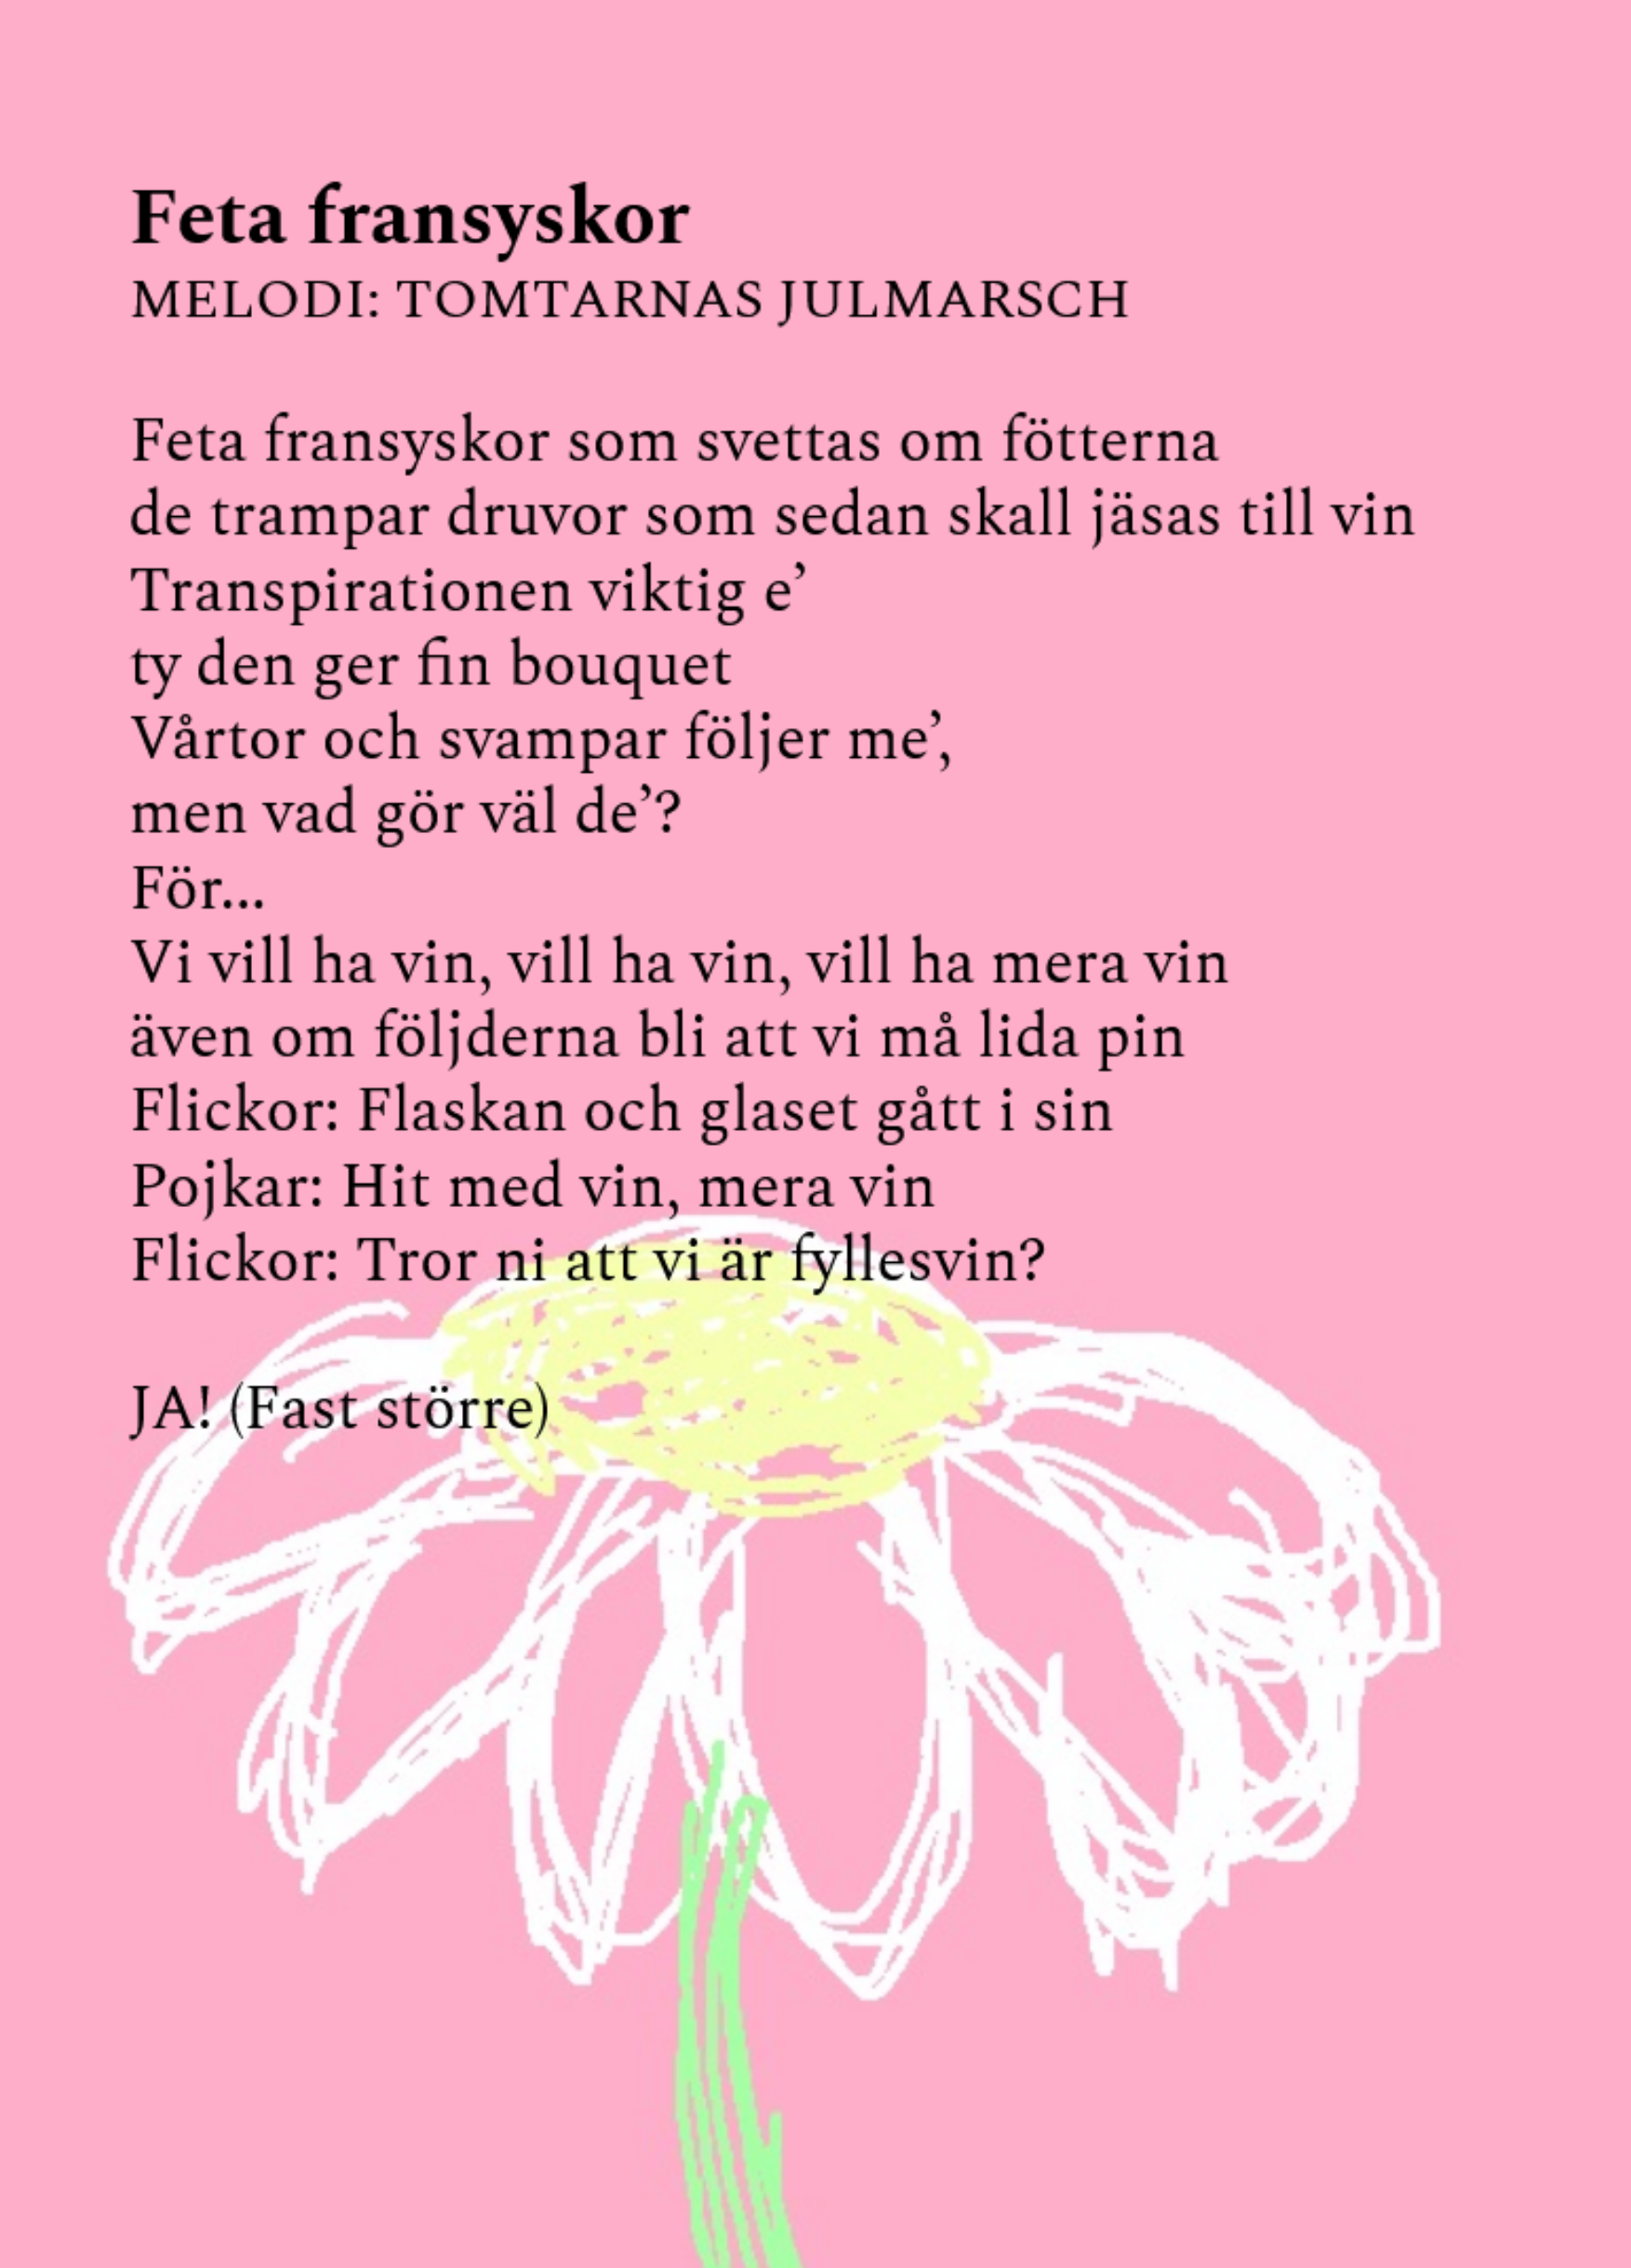 Feta fransyskor
MELODI: TOMTARNAS JULMARSCH
Feta fransyskor som svettas om fötterna
de trampar druvor som sedan skall jäsas till vin
Transpirationen viktig e’
ty den ger fin bouquet
Vårtor och svampar följer me’,
men vad gör väl de’?
För...
Vi vill ha vin, vill ha vin, vill ha mera vin
även om följderna bli att vi må lida pin
Flickor: Flaskan och glaset gått i sin
Pojkar: Hit med vin, mera vin
Flickor: Tror ni att vi är fyllesvin?
JA! (Fast större)